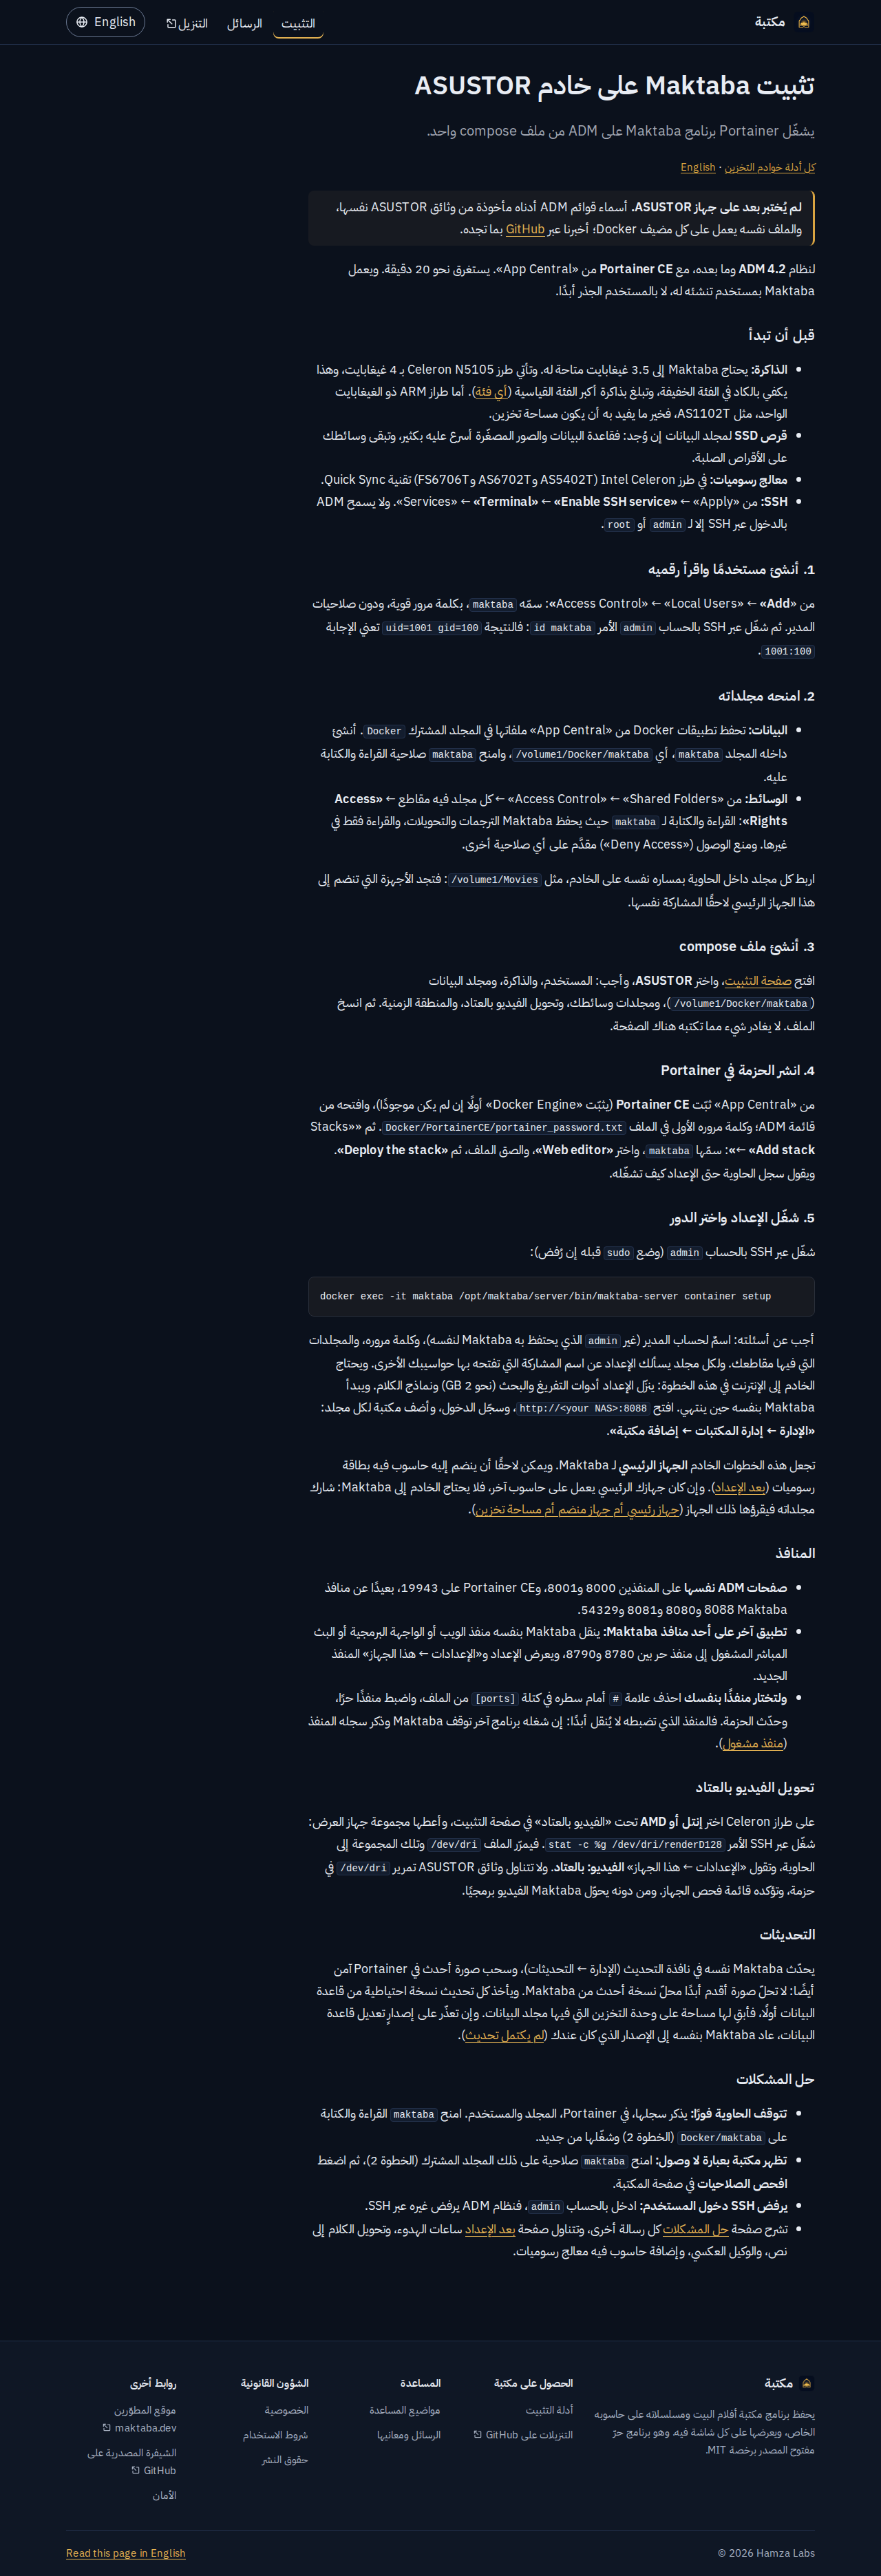 مكتبة
التثبيت
الرسائل
التنزيل
English
تثبيت Maktaba على خادم ASUSTOR
يشغّل Portainer برنامج Maktaba على ADM من ملف compose واحد.
كل أدلة خوادم التخزين · English
لم يُختبر بعد على جهاز ASUSTOR. أسماء قوائم ADM أدناه مأخوذة من وثائق ASUSTOR نفسها،
والملف نفسه يعمل على كل مضيف Docker؛ أخبرنا عبر GitHub بما تجده.
لنظام ADM 4.2 وما بعده، مع Portainer CE من «App Central». يستغرق نحو 20 دقيقة. ويعمل
Maktaba بمستخدم تنشئه له، لا بالمستخدم الجذر أبدًا.
قبل أن تبدأ
الذاكرة: يحتاج Maktaba إلى 3.5 غيغابايت متاحة له. وتأتي طرز Celeron N5105 بـ 4 غيغابايت، وهذا
يكفي بالكاد في الفئة الخفيفة، وتبلغ بذاكرة أكبر الفئة القياسية (أي فئة). أما طراز ARM ذو الغيغابايت
الواحد، مثل AS1102T، فخير ما يفيد به أن يكون مساحة تخزين.
قرص SSD لمجلد البيانات إن وُجد: فقاعدة البيانات والصور المصغّرة أسرع عليه بكثير، وتبقى وسائطك
على الأقراص الصلبة.
معالج رسوميات: في طرز Intel Celeron (AS5402T وAS6702T وFS6706T) تقنية Quick Sync.
SSH: من «Services» ← «Terminal» ← «Enable SSH service» ← «Apply». ولا يسمح ADM
بالدخول عبر SSH إلا لـ admin أو root.
1. أنشئ مستخدمًا واقرأ رقميه
من «Access Control» ← «Local Users» ← «Add»: سمّه maktaba، بكلمة مرور قوية، ودون صلاحيات
المدير. ثم شغّل عبر SSH بالحساب admin الأمر id maktaba: فالنتيجة uid=1001 gid=100 تعني الإجابة
1001:100.
2. امنحه مجلداته
البيانات: تحفظ تطبيقات Docker من «App Central» ملفاتها في المجلد المشترك Docker. أنشئ
داخله المجلد maktaba، أي /volume1/Docker/maktaba، وامنح maktaba صلاحية القراءة والكتابة
عليه.
الوسائط: من «Access Control» ← «Shared Folders» ← كل مجلد فيه مقاطع ← «Access
Rights»: القراءة والكتابة لـ maktaba حيث يحفظ Maktaba الترجمات والتحويلات، والقراءة فقط في
غيرها. ومنع الوصول («Deny Access») مقدَّم على أي صلاحية أخرى.
اربط كل مجلد داخل الحاوية بمساره نفسه على الخادم، مثل /volume1/Movies: فتجد الأجهزة التي تنضم إلى
هذا الجهاز الرئيسي لاحقًا المشاركة نفسها.
3. أنشئ ملف compose
افتح صفحة التثبيت، واختر ASUSTOR، وأجب: المستخدم، والذاكرة، ومجلد البيانات
(/volume1/Docker/maktaba)، ومجلدات وسائطك، وتحويل الفيديو بالعتاد، والمنطقة الزمنية. ثم انسخ
الملف. لا يغادر شيء مما تكتبه هناك الصفحة.
4. انشر الحزمة في Portainer
من «App Central» ثبّت Portainer CE (يثبّت «Docker Engine» أولًا إن لم يكن موجودًا)، وافتحه من
قائمة ADM؛ وكلمة مروره الأولى في الملف Docker/PortainerCE/portainer_password.txt. ثم «Stacks»
← «Add stack»: سمّها maktaba، واختر «Web editor»، والصق الملف، ثم «Deploy the stack».
ويقول سجل الحاوية حتى الإعداد كيف تشغّله.
5. شغّل الإعداد واختر الدور
شغّل عبر SSH بالحساب admin (وضع sudo قبله إن رُفض):
docker exec -it maktaba /opt/maktaba/server/bin/maktaba-server container setup
أجب عن أسئلته: اسمٌ لحساب المدير (غير admin الذي يحتفظ به Maktaba لنفسه)، وكلمة مروره، والمجلدات
التي فيها مقاطعك. ولكل مجلد يسألك الإعداد عن اسم المشاركة التي تفتحه بها حواسيبك الأخرى. ويحتاج
الخادم إلى الإنترنت في هذه الخطوة: ينزّل الإعداد أدوات التفريغ والبحث (نحو 2 GB) ونماذج الكلام. ويبدأ
Maktaba بنفسه حين ينتهي. افتح http://<your NAS>:8088، وسجّل الدخول، وأضف مكتبة لكل مجلد:
«الإدارة ← إدارة المكتبات ← إضافة مكتبة».
تجعل هذه الخطوات الخادم الجهاز الرئيسي لـ Maktaba. ويمكن لاحقًا أن ينضم إليه حاسوب فيه بطاقة
رسوميات (بعد الإعداد). وإن كان جهازك الرئيسي يعمل على حاسوب آخر، فلا يحتاج الخادم إلى Maktaba: شارك
مجلداته فيقرؤها ذلك الجهاز (جهاز رئيسي أم جهاز منضم أم مساحة تخزين).
المنافذ
صفحات ADM نفسها على المنفذين 8000 و8001، وPortainer CE على 19943، بعيدًا عن منافذ
Maktaba 8088 و8080 و8081 و54329.
تطبيق آخر على أحد منافذ Maktaba: ينقل Maktaba بنفسه منفذ الويب أو الواجهة البرمجية أو البث
المباشر المشغول إلى منفذ حر بين 8780 و8790، ويعرض الإعداد و«الإعدادات ← هذا الجهاز» المنفذ
الجديد.
ولتختار منفذًا بنفسك احذف علامة # أمام سطره في كتلة [ports] من الملف، واضبط منفذًا حرًا،
وحدّث الحزمة. فالمنفذ الذي تضبطه لا يُنقل أبدًا: إن شغله برنامج آخر توقف Maktaba وذكر سجله المنفذ
(منفذ مشغول).
تحويل الفيديو بالعتاد
على طراز Celeron اختر إنتل أو AMD تحت «الفيديو بالعتاد» في صفحة التثبيت، وأعطها مجموعة جهاز العرض:
شغّل عبر SSH الأمر stat -c %g /dev/dri/renderD128. فيمرّر الملف /dev/dri وتلك المجموعة إلى
الحاوية، وتقول «الإعدادات ← هذا الجهاز» الفيديو: بالعتاد. ولا تتناول وثائق ASUSTOR تمرير /dev/dri في
حزمة، وتؤكده قائمة فحص الجهاز. ومن دونه يحوّل Maktaba الفيديو برمجيًا.
التحديثات
يحدّث Maktaba نفسه في نافذة التحديث (الإدارة ← التحديثات)، وسحب صورة أحدث في Portainer آمن
أيضًا: لا تحلّ صورة أقدم أبدًا محلّ نسخة أحدث من Maktaba. ويأخذ كل تحديث نسخة احتياطية من قاعدة
البيانات أولًا، فأبقِ لها مساحة على وحدة التخزين التي فيها مجلد البيانات. وإن تعذّر على إصدارٍ تعديل قاعدة
البيانات، عاد Maktaba بنفسه إلى الإصدار الذي كان عندك (لم يكتمل تحديث).
حل المشكلات
تتوقف الحاوية فورًا: يذكر سجلها، في Portainer، المجلد والمستخدم. امنح maktaba القراءة والكتابة
على Docker/maktaba (الخطوة 2) وشغّلها من جديد.
تظهر مكتبة بعبارة لا وصول: امنح maktaba صلاحية على ذلك المجلد المشترك (الخطوة 2)، ثم اضغط
افحص الصلاحيات في صفحة المكتبة.
يرفض SSH دخول المستخدم: ادخل بالحساب admin، فنظام ADM يرفض غيره عبر SSH.
تشرح صفحة حل المشكلات كل رسالة أخرى، وتتناول صفحة بعد الإعداد ساعات الهدوء، وتحويل الكلام إلى
نص، والوكيل العكسي، وإضافة حاسوب فيه معالج رسوميات.
مكتبة
يحفظ برنامج مكتبة أفلام البيت ومسلسلاته على حاسوبه
الخاص، ويعرضها على كل شاشة فيه. وهو برنامج حرّ
مفتوح المصدر برخصة MIT.
الحصول على مكتبة
أدلة التثبيت
التنزيلات على GitHub
المساعدة
مواضيع المساعدة
الرسائل ومعانيها
الشؤون القانونية
الخصوصية
شروط الاستخدام
حقوق النشر
روابط أخرى
موقع المطوّرين
maktaba.dev
الشيفرة المصدرية على
GitHub
الأمان
© 2026 Hamza Labs
Read this page in English